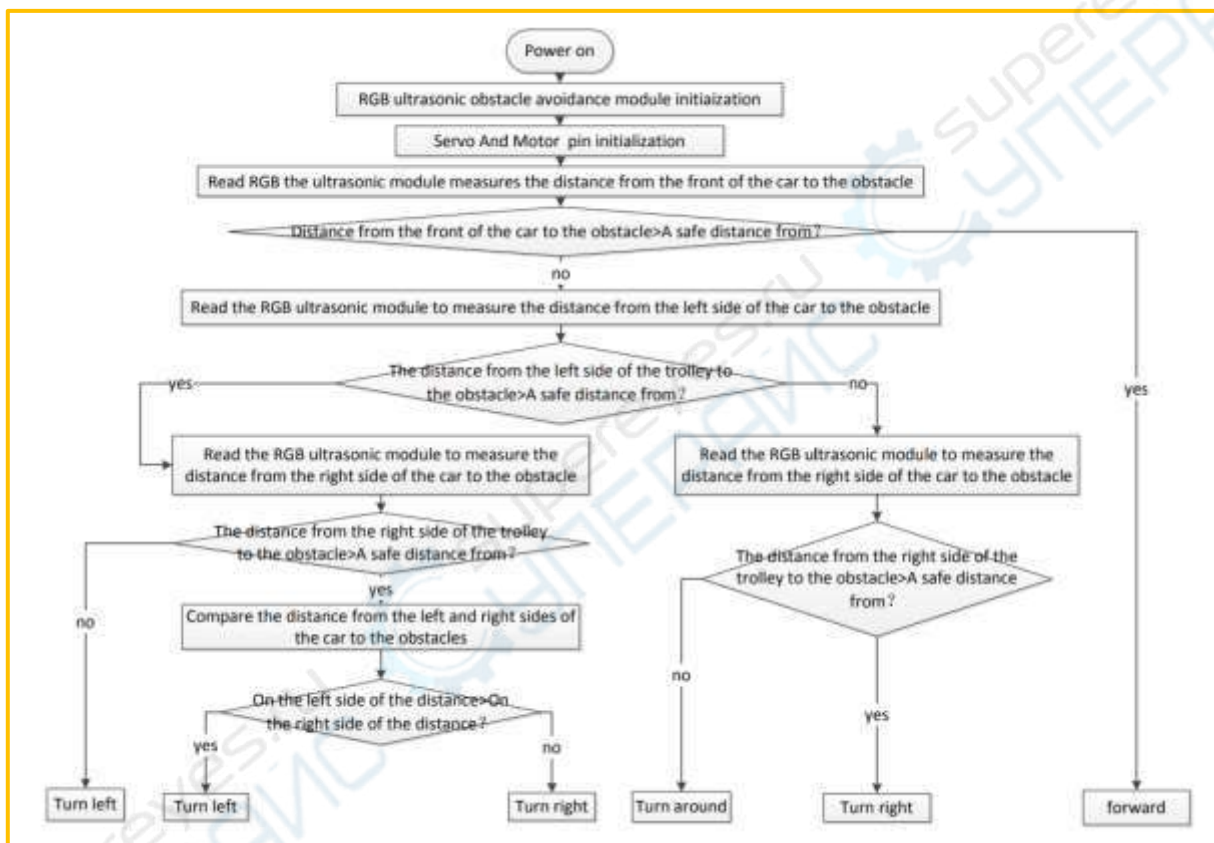 Power on
RGB ultrasonic obstacle avoidance module initiaization
Servo And Motor pin initialization
Read RGB the ultrasonic module measures the distance from the front of the car to the obstacle
Distance from the front of the car to the obstacle>A safe distance from?
no
yes
Read the RGB ultrasonic module to measure the distance from the left side of the car to the obstacle
The distance from the left side of the trolley to
the obstacle>A safe distance from?
yes
no
Read the RGB ultrasonic module to measure the
distance from the right side of the car to the obstacle
Read the RGB ultrasonic module to measure the
distance from the right side of the car to the obstacle
The distance from the right side of the trolley
to the obstacle>A safe distance from?
no
yes
The distance from the right side of the
trolley to the obstacle>A safe distance
from?
no
yes
Compare the distance from the left and right sides of
the car to the obstacles
On the left side of the distance>On
the right side of the distance?
yes
no
Turn left
Turn left
Turn right
Turn around
Turn right
forward
supereyes.ru
СУПЕРАЙС